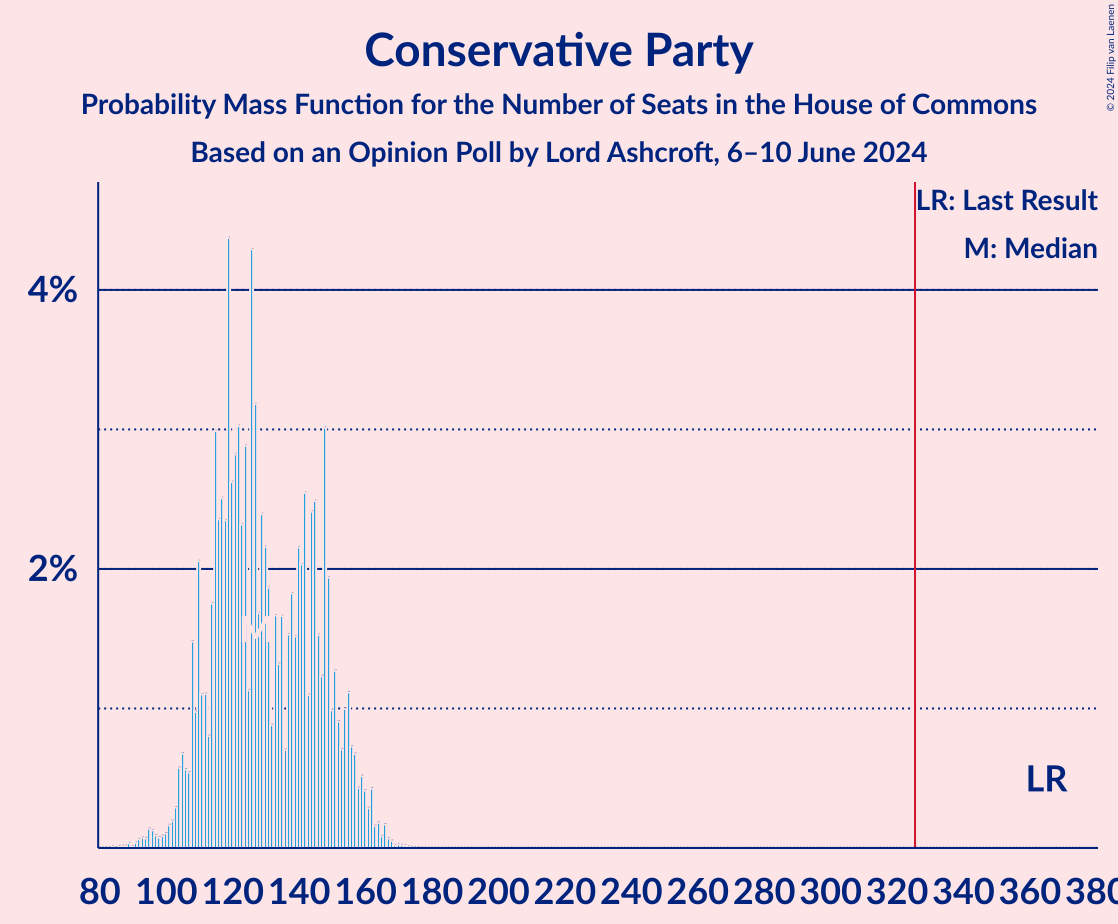 Conservative Party
Probability Mass Function for the Number of Seats in the House of Commons
Based on an Opinion Poll by Lord Ashcroft, 6–10 June 2024
© 2024 Filip van Laenen
LR: Last Result
M: Median
4%
2%
LR
80 100 120 140 160 180 200 220 240 260 280 300 320 340 360 380